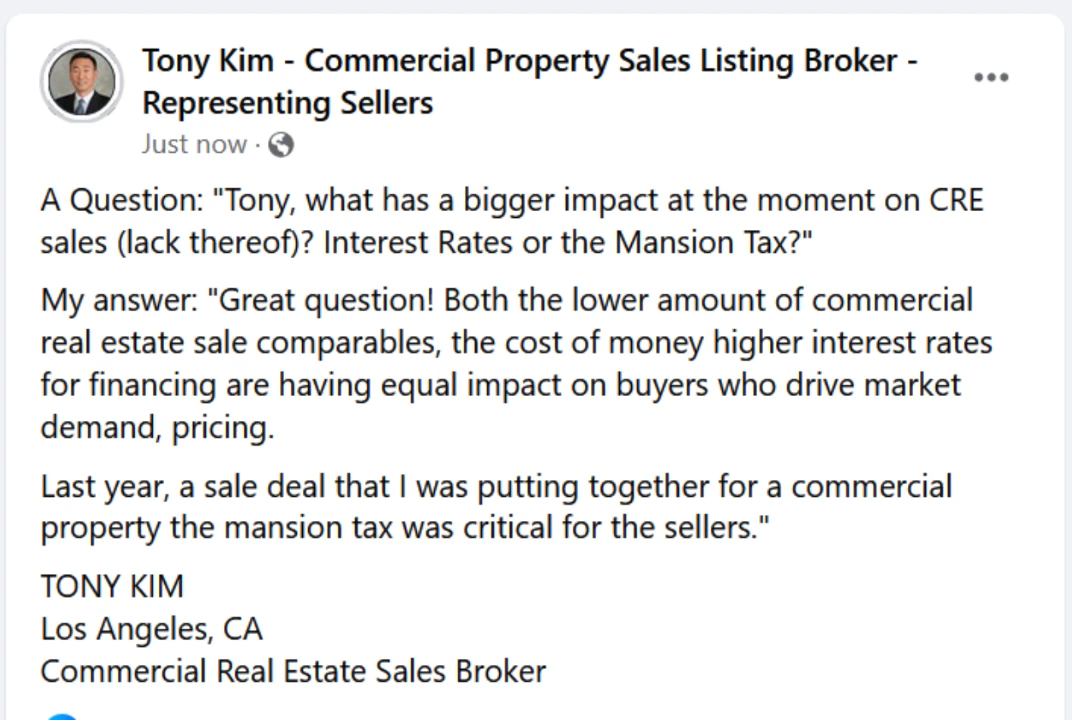 Tony Kim - Commercial Property Sales Listing Broker -
Representing Sellers
Just now ·
A Question: "Tony, what has a bigger impact at the moment on CRE
sales (lack thereof)? Interest Rates or the Mansion Tax?"
My answer: "Great question! Both the lower amount of commercial
real estate sale comparables, the cost of money higher interest rates
for financing are having equal impact on buyers who drive market
demand, pricing.
Last year, a sale deal that I was putting together for a commercial
property the mansion tax was critical for the sellers."
TONY KIM
Los Angeles, CA
Commercial Real Estate Sales Broker